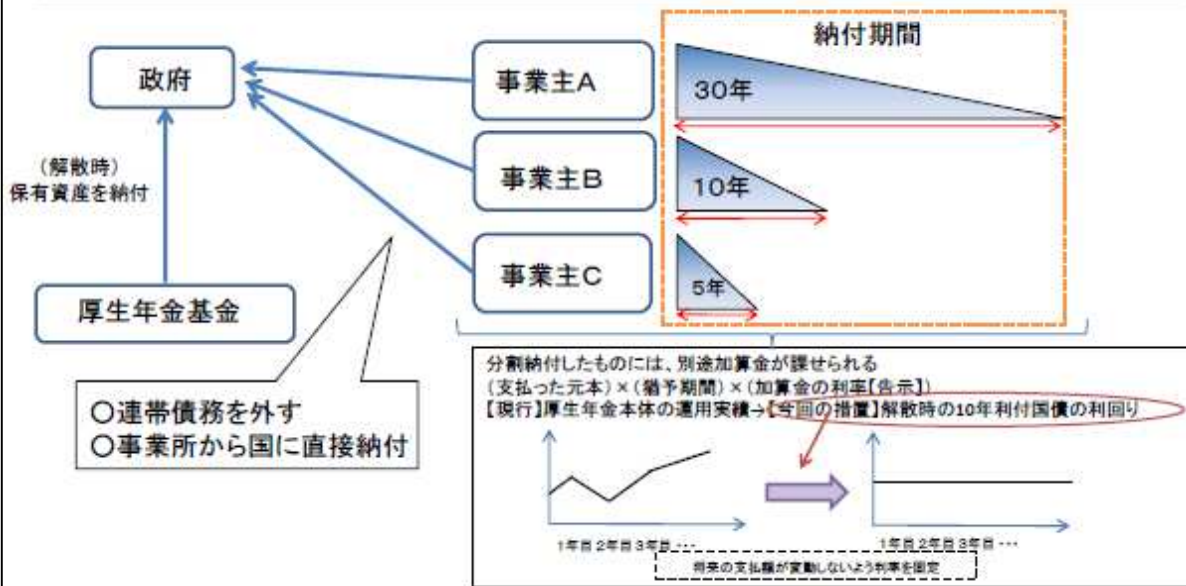 納付期間
政府
事業主A
30年
(解散時)
保有資産を納付
事業主B
10年
事業主C
5年
厚生年金基金
○連帯債務を外す
○事業所から国に直接納付
分割納付したものには、別途加算金が課せられる
(支払った元本)×(猶予期間)×(加算金の利率【告示】)
【現行】厚生年金本体の運用実績→【今回の措置】解散時の10年利付国債の利回り
1年目 2年目 3年目 ・・・
1年目 2年目 3年目 ・・・
将来の支払額が変動しないよう利率を固定